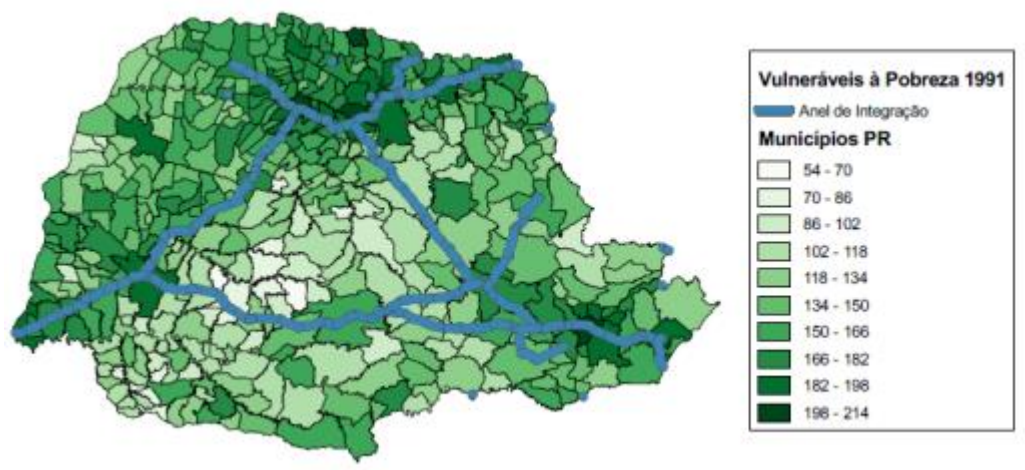 Vulneráveis à Pobreza 1991
Anel de Integração
Municípios PR
54 - 70
70 - 86
86 - 102
102 - 118
118 - 134
134 - 150
150 - 166
166 - 182
182 - 198
198 - 214